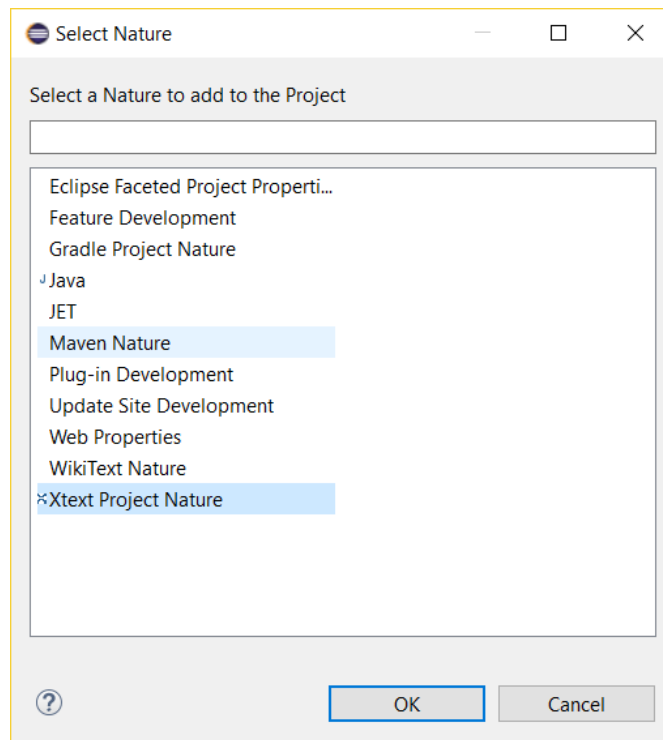 Select Nature
Select a Nature to add to the Project
Eclipse Faceted Project Properti...
Feature Development
Gradle Project Nature
Java
JET
Maven Nature
Plug-in Development
Update Site Development
Web Properties
WikiText Nature
Xtext Project Nature
OK Cancel